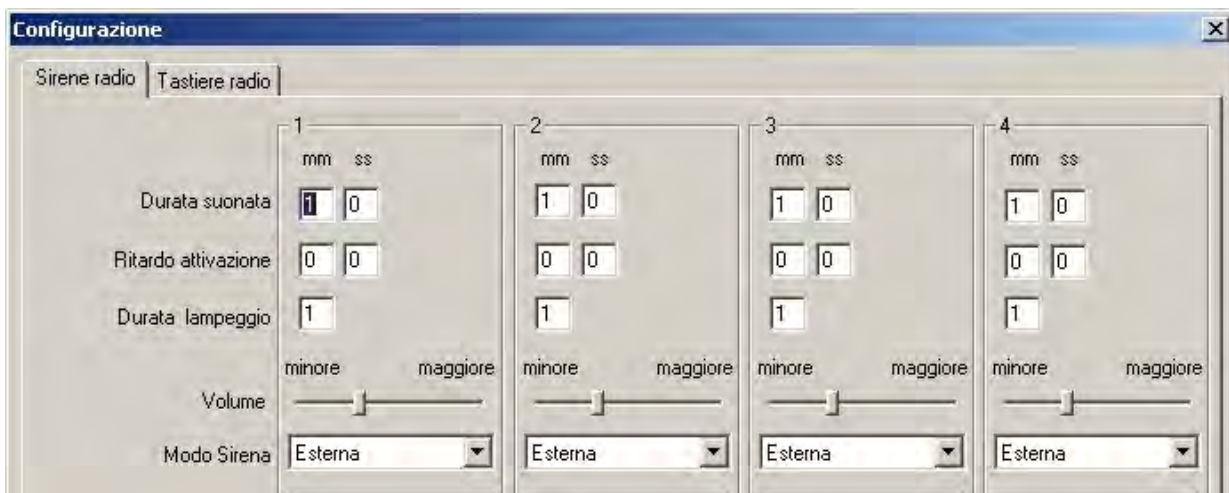 Configurazione
Sirene radio Tastiere radio
1 2 3 4
mm ss mm ss mm ss mm ss
Durata suonata 1 0 1 0 1 0 1 0
Ritardo attivazione 0 0 0 0 0 0 0 0
Durata lampeggio 1 1 1 1
minore maggiore minore maggiore minore maggiore minore maggiore
Volume
Modo Sirena Esterna Esterna Esterna Esterna